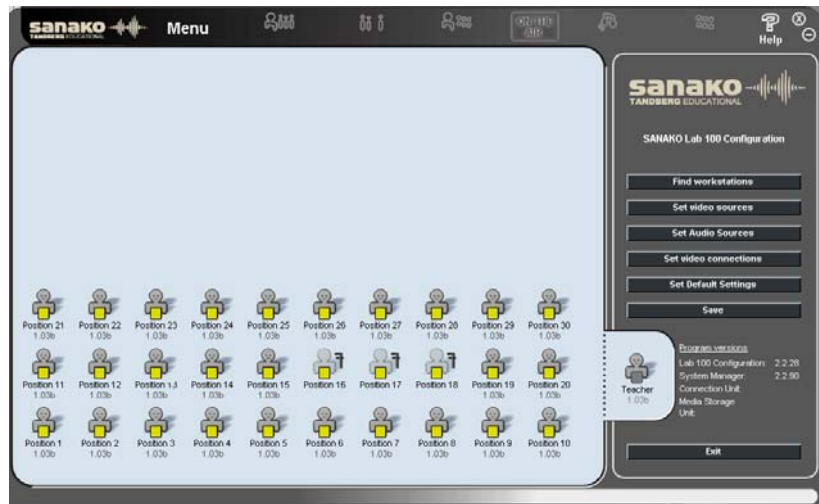 sanako
TANDBERG EDUCATIONAL
Menu
ON THE
AIR
Help
sanako
TANDBERG EDUCATIONAL
SANAKO Lab 100 Configuration
Find workstations
Set video sources
Set Audio Sources
Set video connections
Set Default Settings
Save
Program versions
Lab 100 Configuration: 2.2.28
System Manager: 2.2.90
Connection Unit:
Media Storage
Unit:
Exit
Teacher
1.03b
Position 21 Position 22 Position 23 Position 24 Position 25 Position 26 Position 27 Position 28 Position 29 Position 30
1.03b 1.03b 1.03b 1.03b 1.03b 1.03b 1.03b 1.03b 1.03b 1.03b
Position 11 Position 12 Position 13 Position 14 Position 15 Position 16 Position 17 Position 18 Position 19 Position 20
1.03b 1.03b 1.03b 1.03b 1.03b 1.03b 1.03b
Position 1 Position 2 Position 3 Position 4 Position 5 Position 6 Position 7 Position 8 Position 9 Position 10
1.03b 1.03b 1.03b 1.03b 1.03b 1.03b 1.03b 1.03b 1.03b 1.03b